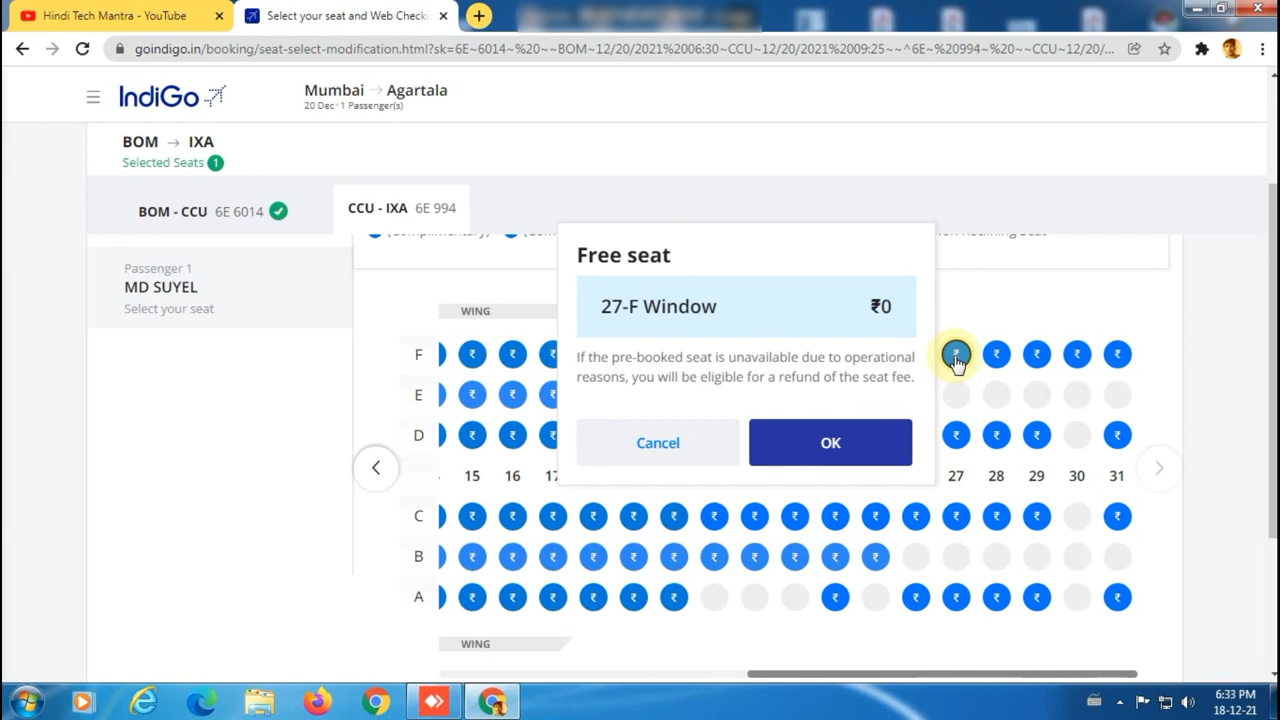 Hindi Tech Mantra - YouTube
Select your seat and Web Checki
goindigo.in/booking/seat-select-modification.html?sk=6E~6014~%20~~BOM~12/20/2021%2006:30~CCU~12/20/2021%2009:25~~^6E~%20994~%20~~CCU~12/20/...
IndiGo
Mumbai → Agartala
20 Dec·1 Passenger(s)
BOM → IXA
Selected Seats 1
BOM - CCU 6E 6014
CCU - IXA 6E 994
Passenger 1
MD SUYEL
Select your seat
Free seat
27-F Window ₹0
If the pre-booked seat is unavailable due to operational
reasons, you will be eligible for a refund of the seat fee.
Cancel OK
WING
F ₹ ₹ ₹ ₹ ₹ ₹ ₹
E ₹ ₹
D ₹ ₹ ₹ ₹ ₹ ₹
15 16 17 27 28 29 30 31
C ₹ ₹ ₹ ₹ ₹ ₹ ₹ ₹ ₹ ₹ ₹ ₹ ₹ ₹ ₹ ₹
B ₹ ₹ ₹ ₹ ₹ ₹ ₹ ₹ ₹ ₹ ₹
A ₹ ₹ ₹ ₹ ₹ ₹ ₹ ₹ ₹ ₹ ₹ ₹
WING
6:33 PM
18-12-21